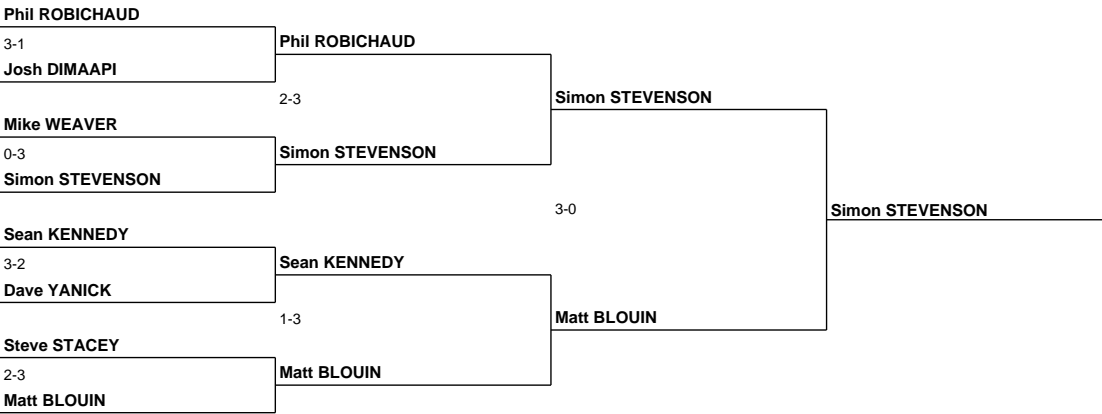 Phil ROBICHAUD
3-1
Phil ROBICHAUD
Josh DIMAAPI
2-3
Simon STEVENSON
Mike WEAVER
0-3
Simon STEVENSON
Simon STEVENSON
3-0
Simon STEVENSON
Sean KENNEDY
3-2
Sean KENNEDY
Dave YANICK
1-3
Matt BLOUIN
Steve STACEY
2-3
Matt BLOUIN
Matt BLOUIN